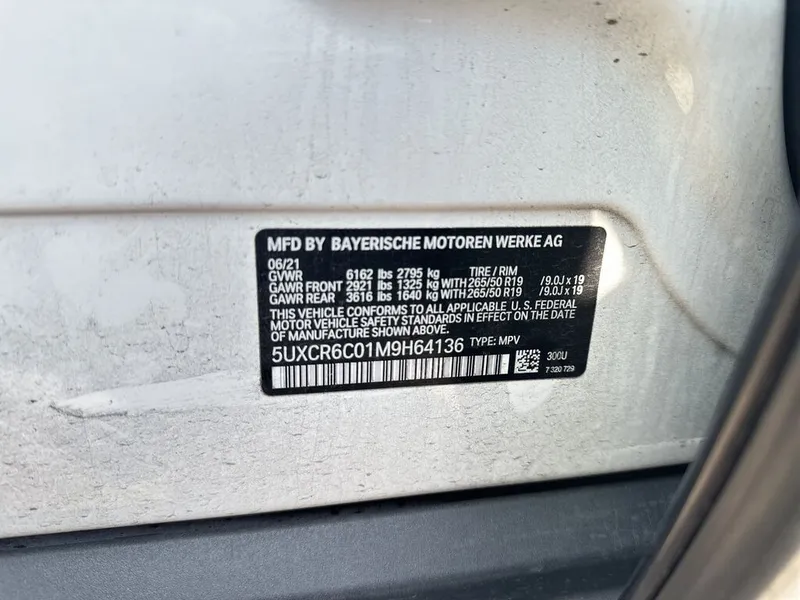 MFD BY BAYERISCHE MOTOREN WERKE AG
06/21
GVWR 6162 lbs 2795 kg TIRE / RIM
GAWR FRONT 2921 lbs 1325 kg WITH 265/50 R19 /9.0J x 19
GAWR REAR 3616 lbs 1640 kg WITH 265/50 R19 /9.0J x 19
THIS VEHICLE CONFORMS TO ALL APPLICABLE U.S. FEDERAL
MOTOR VEHICLE SAFETY STANDARDS IN EFFECT ON THE DATE
OF MANUFACTURE SHOWN ABOVE.
5UXCR6C01M9H64136 TYPE: MPV
300U
7 320 729